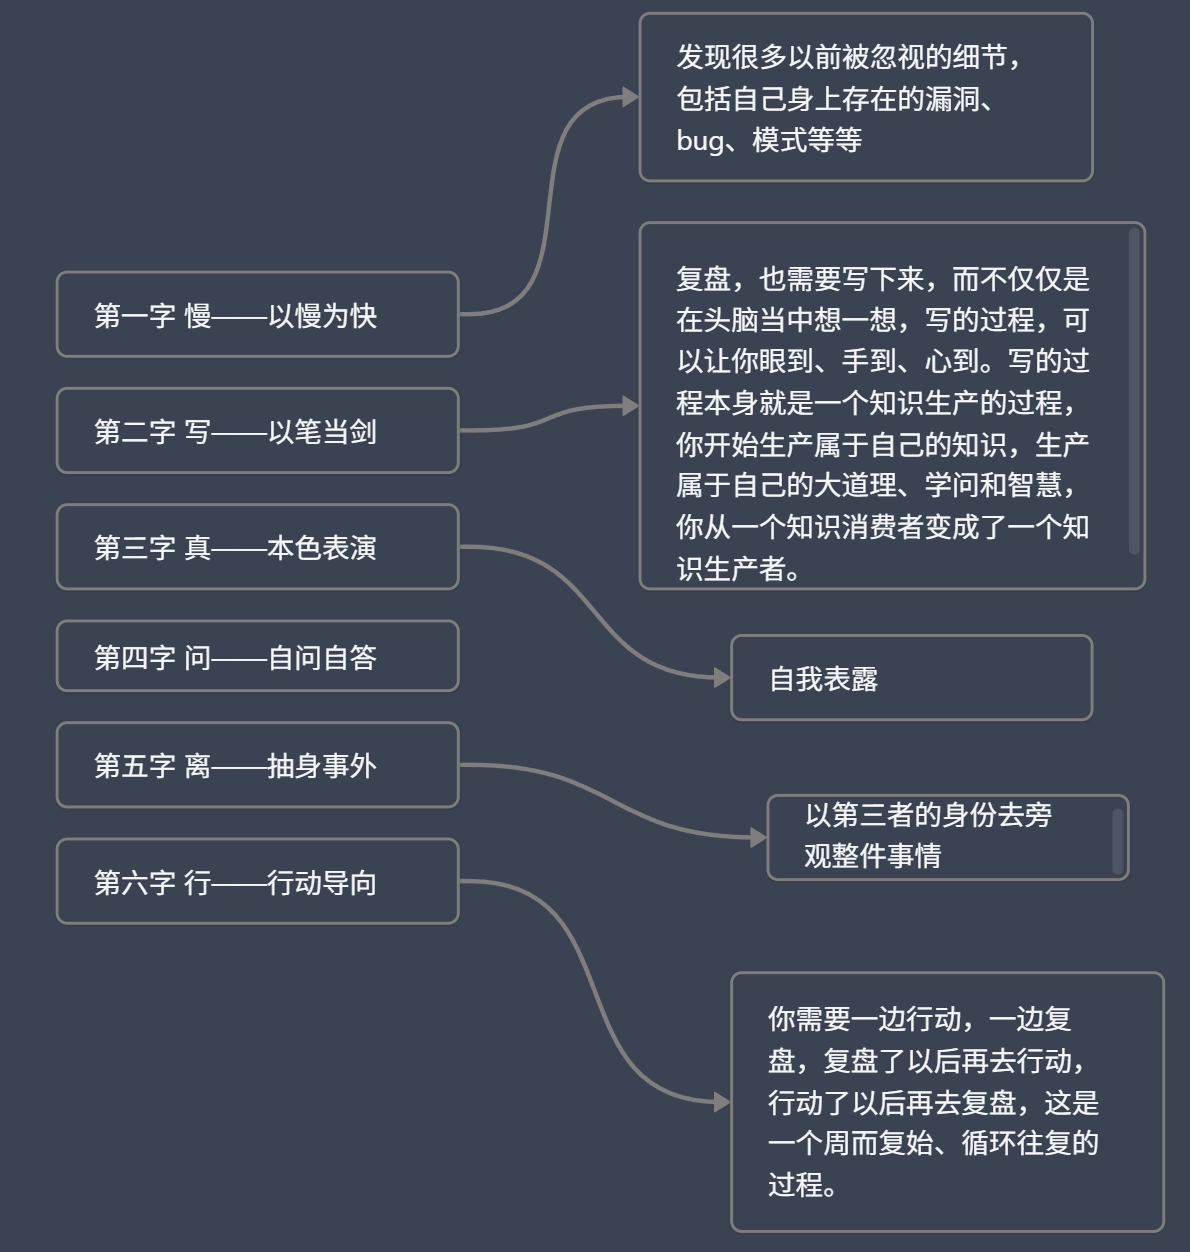 发现很多以前被忽视的细节，
包括自己身上存在的漏洞、
bug、模式等等
第一字 慢——以慢为快
复盘，也需要写下来，而不仅仅是
在头脑当中想一想，写的过程，可
以让你眼到、手到、心到。写的过
程本身就是一个知识生产的过程，
你开始生产属于自己的知识，生产
属于自己的大道理、学问和智慧，
你从一个知识消费者变成了一个知
识生产者。
第二字 写——以笔当剑
第三字 真——本色表演
自我表露
第四字 问——自问自答
第五字 离——抽身事外
以第三者的身份去旁
观整件事情
第六字 行——行动导向
你需要一边行动，一边复
盘，复盘了以后再去行动，
行动了以后再去复盘，这是
一个周而复始、循环往复的
过程。